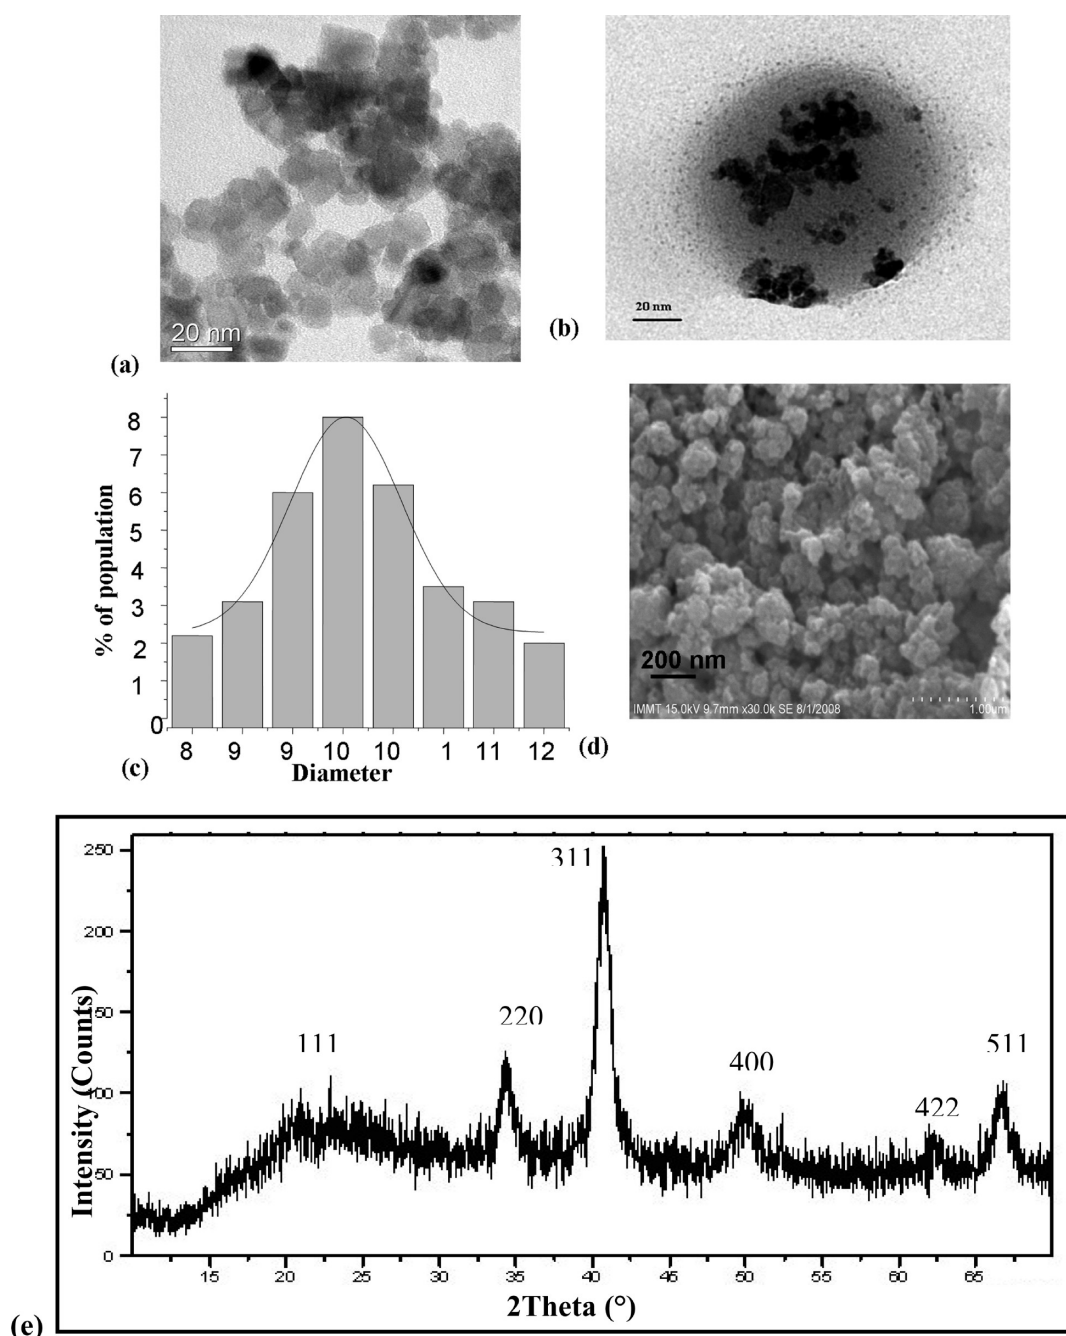 20 nm
(a)
20 nm
(b)
% of population
8
7
6
5
4
3
2
1
0
8 9 9 10 10 1 11 12
Diameter
(c)
200 nm
IMMT 15.0kV 9.7mm x30.0k SE 8/1/2008
1.00um
(d)
Intensity (Counts)
250
200
150
100
50
0
111
220
311
400
422
511
15 20 25 30 35 40 45 50 55 60 65
2Theta (°)
(e)